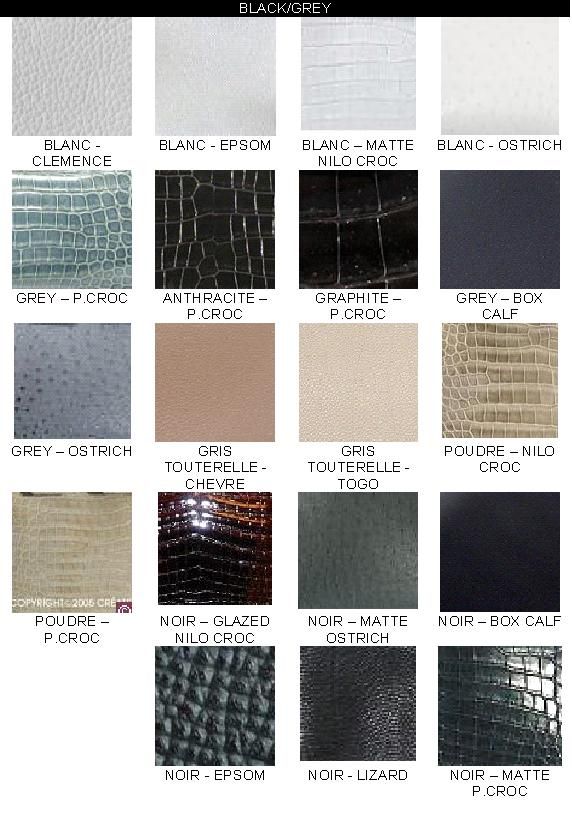 BLACK/GREY
BLANC -
CLEMENCE
BLANC - EPSOM
BLANC – MATTE
NILO CROC
BLANC - OSTRICH
GREY – P.CROC
ANTHRACITE –
P.CROC
GRAPHITE –
P.CROC
GREY – BOX
CALF
GREY – OSTRICH
GRIS
TOUTERELLE -
CHEVRE
GRIS
TOUTERELLE -
TOGO
POUDRE – NILO
CROC
COPYRIGHT© 2005 CRÉATI
POUDRE –
P.CROC
NOIR – GLAZED
NILO CROC
NOIR – MATTE
OSTRICH
NOIR – BOX CALF
NOIR - EPSOM
NOIR - LIZARD
NOIR – MATTE
P.CROC